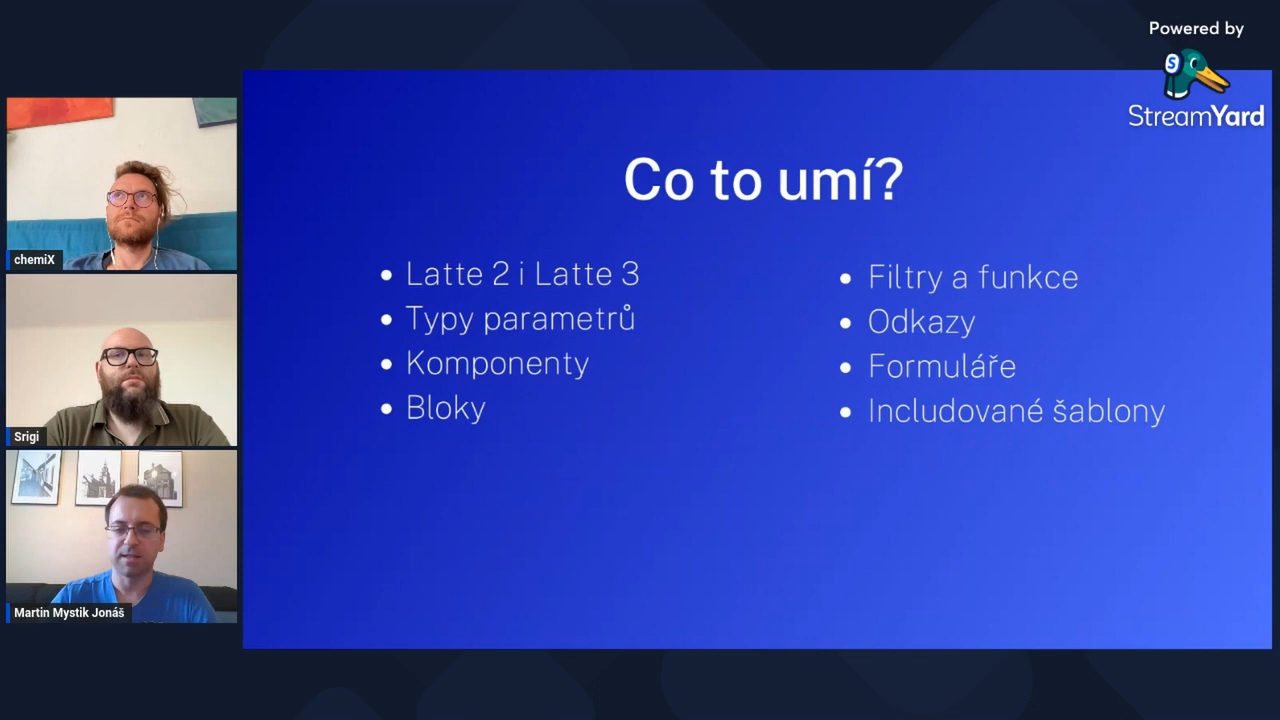 Powered by
StreamYard
chemiX
Srigi
Martin Mystik Jonáš
Co to umí?
Latte 2 i Latte 3
Typy parametrů
Komponenty
Bloky
Filtry a funkce
Odkazy
Formuláře
Includované šablony